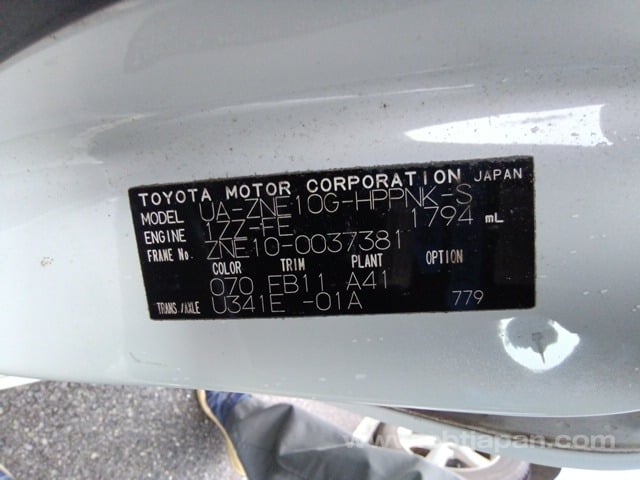 TOYOTA MOTOR CORPORATION JAPAN
MODEL UA-ZNE10G-HPPNK-S
ENGINE 1ZZ-FE 1794 mL
FRAME No. ZNE10-0037381
COLOR TRIM PLANT OPTION
070 FB11 A41
TRANS./AXLE U341E -01A 779